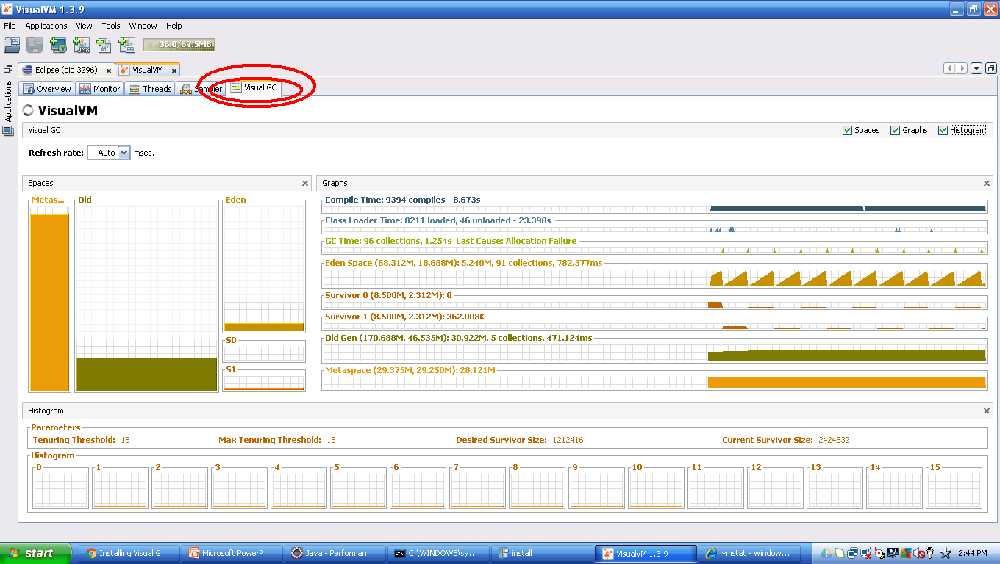 VisualVM 1.3.9
File Applications View Tools Window Help
36.0/67.5MB
Eclipse (pid 3296) VisualVM
Applications
Overview Monitor Threads Sampler Visual GC
VisualVM
Visual GC Spaces Graphs Histogram
Refresh rate: Auto msec.
Spaces
Metas... Old Eden
S0
S1
Graphs
Compile Time: 9394 compiles - 8.673s
Class Loader Time: 8211 loaded, 46 unloaded - 23.398s
GC Time: 96 collections, 1.254s Last Cause: Allocation Failure
Eden Space (68.312M, 18.688M): 5.240M, 91 collections, 782.377ms
Survivor 0 (8.500M, 2.312M): 0
Survivor 1 (8.500M, 2.312M): 362.008K
Old Gen (170.688M, 46.535M): 30.922M, 5 collections, 471.124ms
Metaspace (29.375M, 29.250M): 28.121M
Histogram
Parameters
Tenuring Threshold: 15 Max Tenuring Threshold: 15 Desired Survivor Size: 1212416 Current Survivor Size: 2424832
Histogram
0 1 2 3 4 5 6 7 8 9 10 11 12 13 14 15
start Installing Visual G... Microsoft PowerP... Java - Performan... C:\WINDOWS\sy... install VisualVM 1.3.9 jvmstat - Window... 2:44 PM